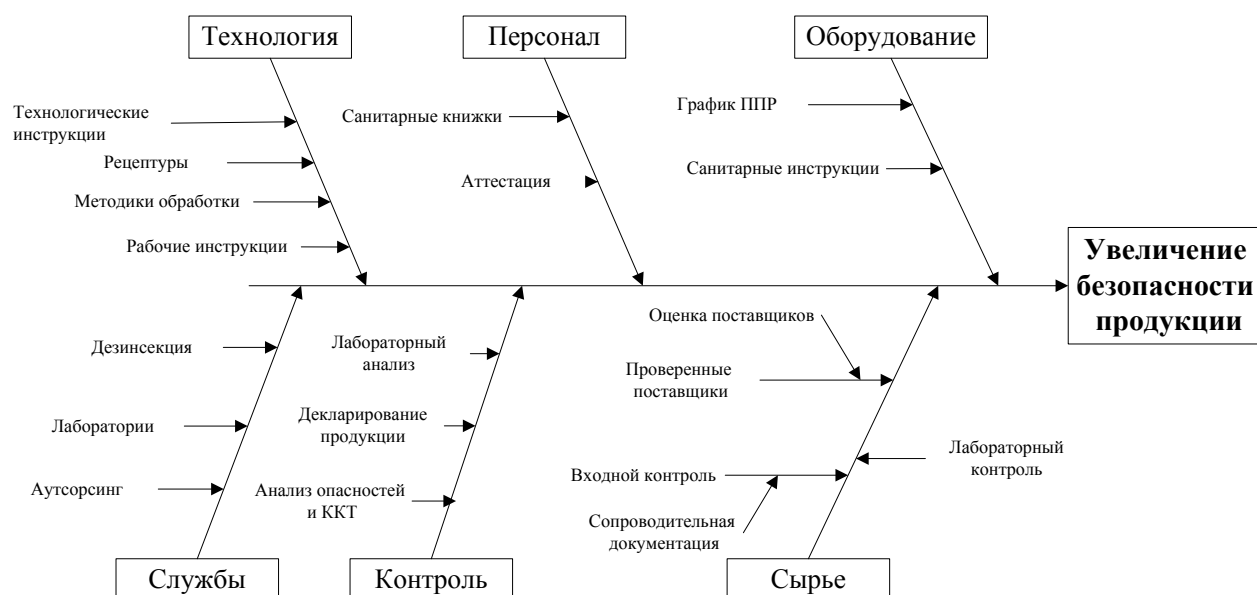 Технология
Персонал
Оборудование
Технологические
инструкции
Рецептуры
Методики обработки
Рабочие инструкции
Санитарные книжки
Аттестация
График ППР
Санитарные инструкции
Увеличение
безопасности
продукции
Дезинсекция
Лаборатории
Аутсорсинг
Лабораторный
анализ
Декларирование
продукции
Анализ опасностей
и ККТ
Оценка поставщиков
Проверенные
поставщики
Входной контроль
Сопроводительная
документация
Лабораторный
контроль
Службы
Контроль
Сырье